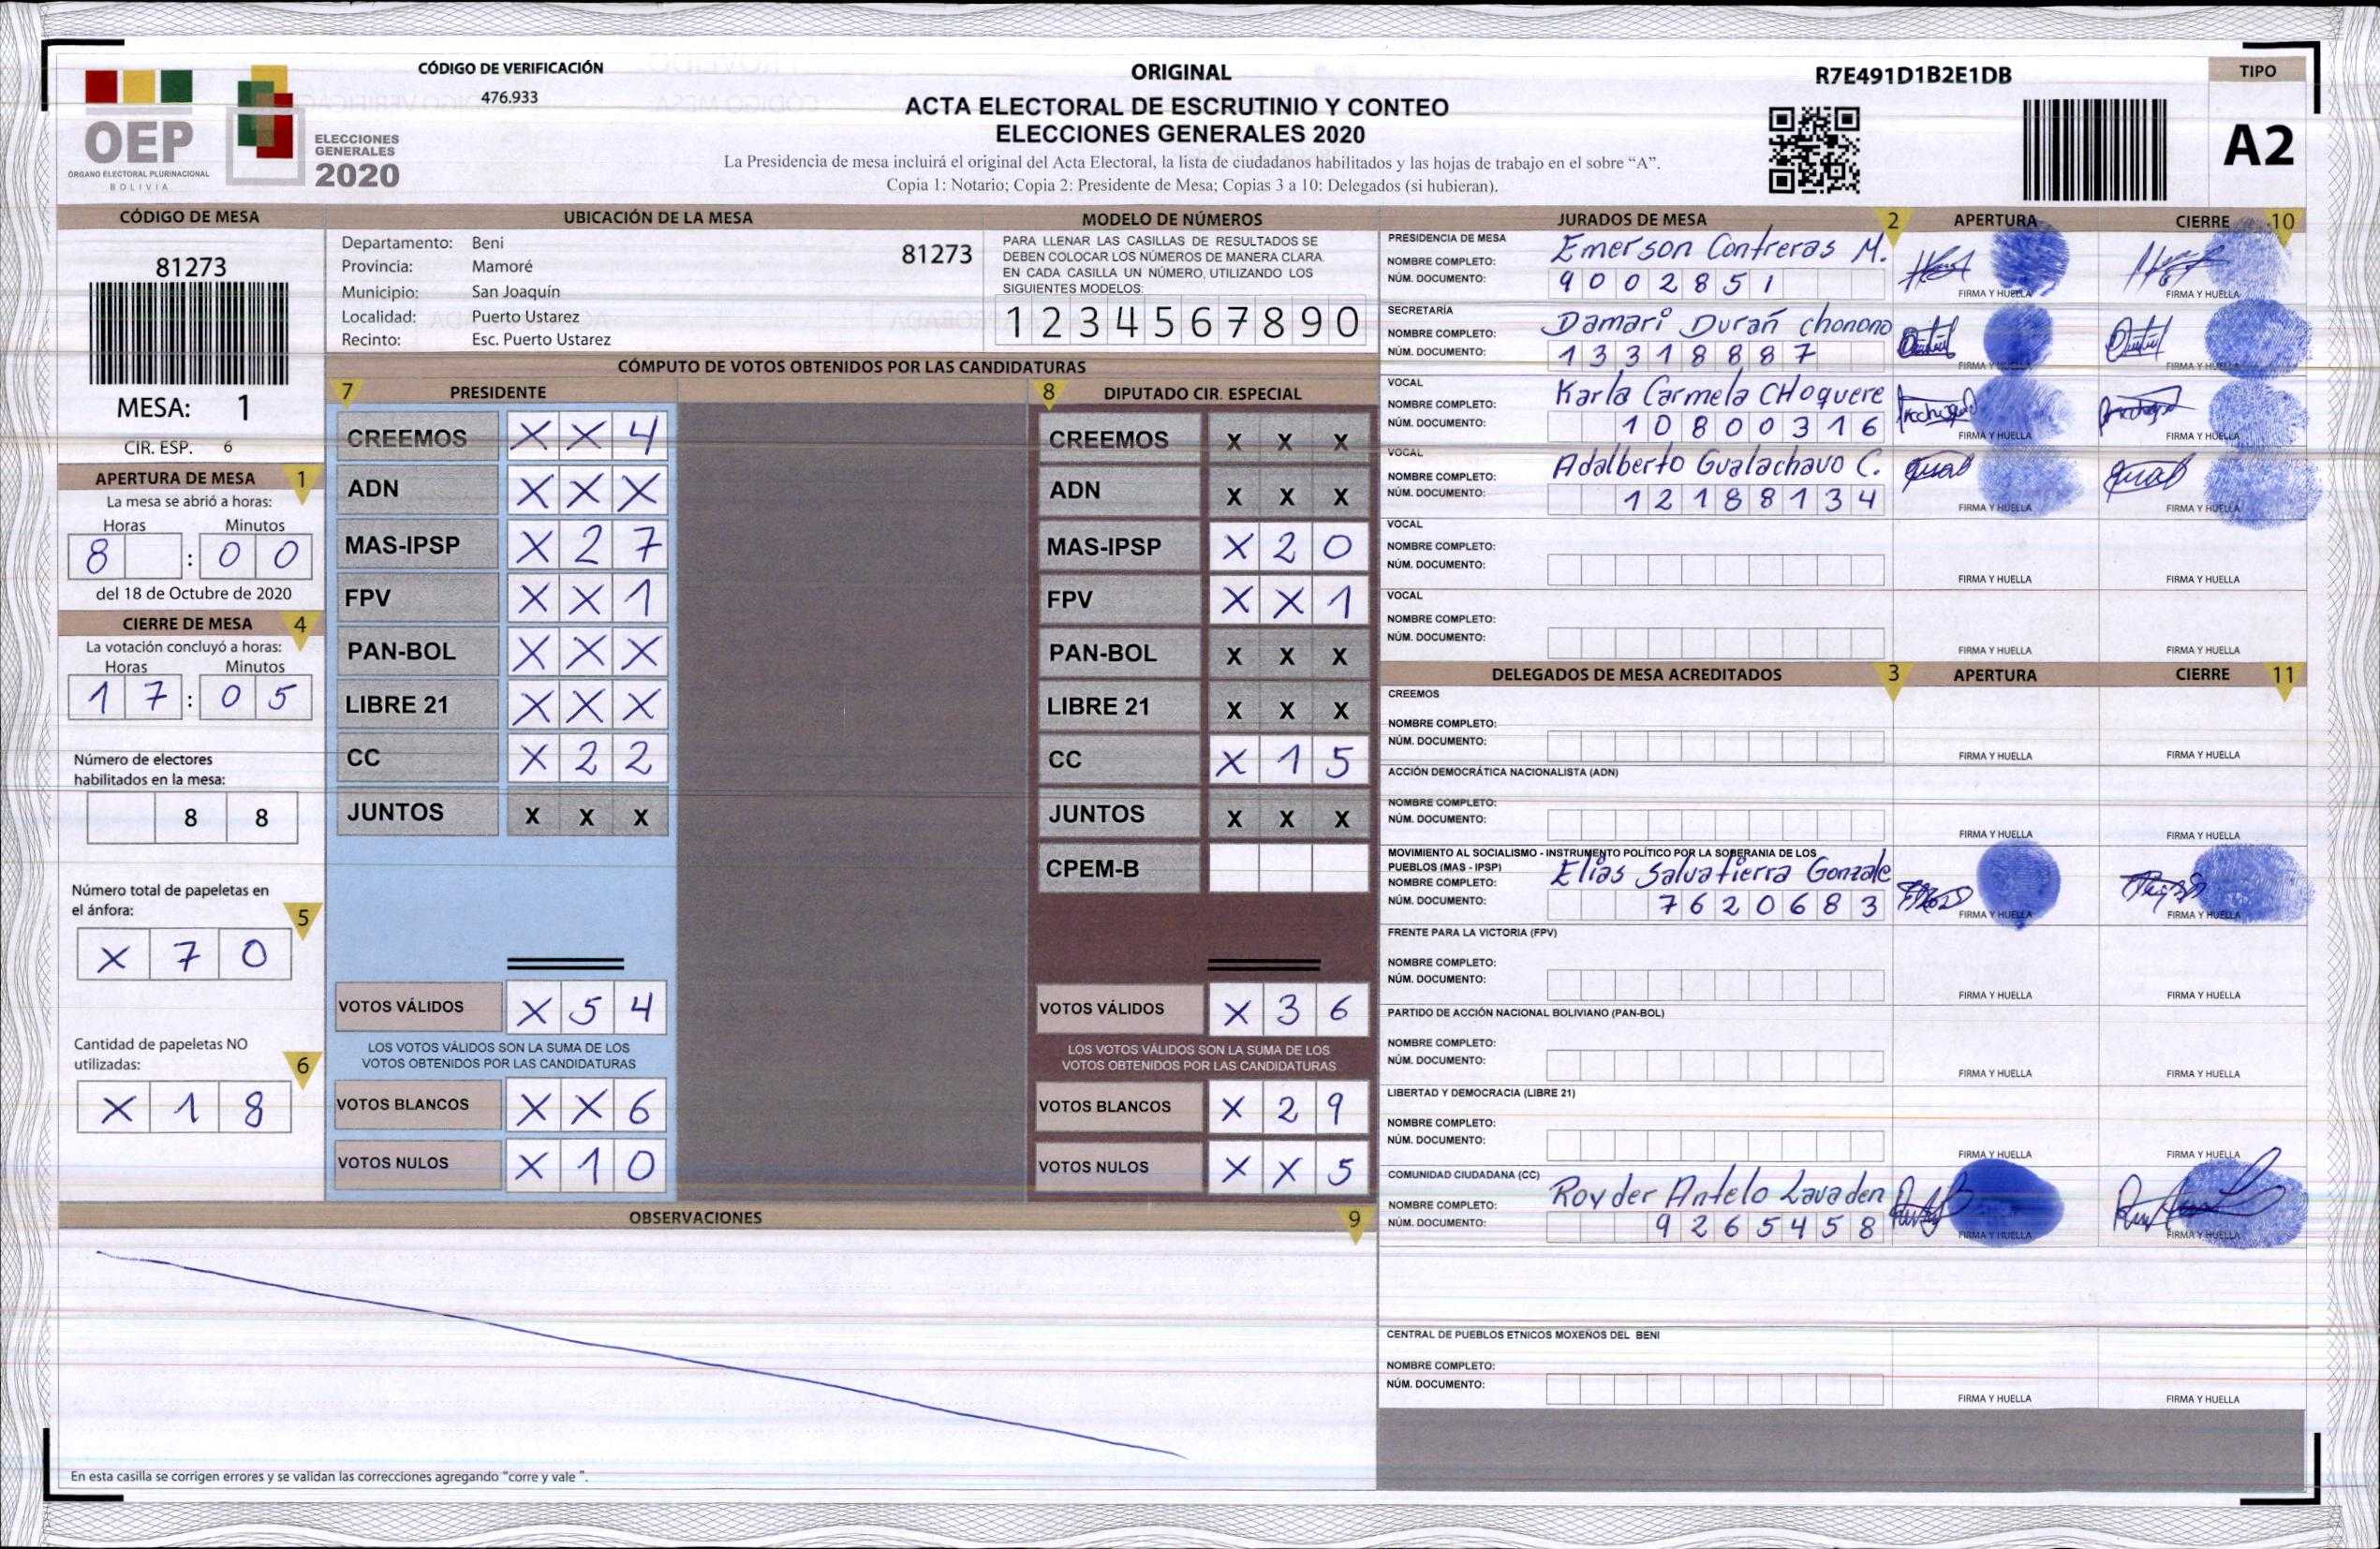 CÓDIGO DE VERIFICACIÓN
476.933
OEP
ÓRGANO ELECTORAL PLURINACIONAL
BOLIVIA
ELECCIONES
GENERALES
2020
ORIGINAL
ACTA ELECTORAL DE ESCRUTINIO Y CONTEO
ELECCIONES GENERALES 2020
La Presidencia de mesa incluirá el original del Acta Electoral, la lista de ciudadanos habilitados y las hojas de trabajo en el sobre “A”.
Copia 1: Notario; Copia 2: Presidente de Mesa; Copias 3 a 10: Delegados (si hubieran).
R7E491D1B2E1DB
TIPO
A2
CÓDIGO DE MESA
81273
MESA: 1
CIR. ESP. 6
APERTURA DE MESA 1
La mesa se abrió a horas:
Horas Minutos
8 : 0 0
del 18 de Octubre de 2020
CIERRE DE MESA 4
La votación concluyó a horas:
Horas Minutos
1 7 : 0 5
Número de electores
habilitados en la mesa:
8 8
Número total de papeletas en
el ánfora: 5
X 7 0
Cantidad de papeletas NO
utilizadas: 6
X 1 8
UBICACIÓN DE LA MESA
Departamento: Beni 81273
Provincia: Mamoré
Municipio: San Joaquín
Localidad: Puerto Ustarez
Recinto: Esc. Puerto Ustarez
MODELO DE NÚMEROS
PARA LLENAR LAS CASILLAS DE RESULTADOS SE
DEBEN COLOCAR LOS NÚMEROS DE MANERA CLARA.
EN CADA CASILLA UN NÚMERO, UTILIZANDO LOS
SIGUIENTES MODELOS:
1 2 3 4 5 6 7 8 9 0
CÓMPUTO DE VOTOS OBTENIDOS POR LAS CANDIDATURAS
7 PRESIDENTE
CREEMOS X X 4
ADN X X X
MAS-IPSP X 2 7
FPV X X 1
PAN-BOL X X X
LIBRE 21 X X X
CC X 2 2
JUNTOS X X X
VOTOS VÁLIDOS X 5 4
LOS VOTOS VÁLIDOS SON LA SUMA DE LOS
VOTOS OBTENIDOS POR LAS CANDIDATURAS
VOTOS BLANCOS X X 6
VOTOS NULOS X 1 0
8 DIPUTADO CIR. ESPECIAL
CREEMOS X X X
ADN X X X
MAS-IPSP X 2 0
FPV X X 1
PAN-BOL X X X
LIBRE 21 X X X
CC X 1 5
JUNTOS X X X
CPEM-B
VOTOS VÁLIDOS X 3 6
LOS VOTOS VÁLIDOS SON LA SUMA DE LOS
VOTOS OBTENIDOS POR LAS CANDIDATURAS
VOTOS BLANCOS X 2 9
VOTOS NULOS X X 5
OBSERVACIONES 9
En esta casilla se corrigen errores y se validan las correcciones agregando “corre y vale ”.
JURADOS DE MESA 2 APERTURA CIERRE 10
PRESIDENCIA DE MESA
NOMBRE COMPLETO: Emerson Contreras M.
NÚM. DOCUMENTO: 9 0 0 2 8 5 1
FIRMA Y HUELLA FIRMA Y HUELLA
SECRETARÍA
NOMBRE COMPLETO: Damari Durañ chonono
NÚM. DOCUMENTO: 1 3 3 1 8 8 8 7
FIRMA Y HUELLA FIRMA Y HUELLA
VOCAL
NOMBRE COMPLETO: Karla Carmela CHoquere
NÚM. DOCUMENTO: 1 0 8 0 0 3 1 6
FIRMA Y HUELLA FIRMA Y HUELLA
VOCAL
NOMBRE COMPLETO: Adalberto Gualachavo C.
NÚM. DOCUMENTO: 1 2 1 8 8 1 3 4
FIRMA Y HUELLA FIRMA Y HUELLA
VOCAL
NOMBRE COMPLETO:
NÚM. DOCUMENTO:
FIRMA Y HUELLA FIRMA Y HUELLA
VOCAL
NOMBRE COMPLETO:
NÚM. DOCUMENTO:
FIRMA Y HUELLA FIRMA Y HUELLA
DELEGADOS DE MESA ACREDITADOS 3 APERTURA CIERRE 11
CREEMOS
NOMBRE COMPLETO:
NÚM. DOCUMENTO:
FIRMA Y HUELLA FIRMA Y HUELLA
ACCIÓN DEMOCRÁTICA NACIONALISTA (ADN)
NOMBRE COMPLETO:
NÚM. DOCUMENTO:
FIRMA Y HUELLA FIRMA Y HUELLA
MOVIMIENTO AL SOCIALISMO - INSTRUMENTO POLÍTICO POR LA SOBERANIA DE LOS
PUEBLOS (MAS - IPSP)
NOMBRE COMPLETO: Elias Salvatierra Gonzale
NÚM. DOCUMENTO: 7 6 2 0 6 8 3
FIRMA Y HUELLA FIRMA Y HUELLA
FRENTE PARA LA VICTORIA (FPV)
NOMBRE COMPLETO:
NÚM. DOCUMENTO:
FIRMA Y HUELLA FIRMA Y HUELLA
PARTIDO DE ACCIÓN NACIONAL BOLIVIANO (PAN-BOL)
NOMBRE COMPLETO:
NÚM. DOCUMENTO:
FIRMA Y HUELLA FIRMA Y HUELLA
LIBERTAD Y DEMOCRACIA (LIBRE 21)
NOMBRE COMPLETO:
NÚM. DOCUMENTO:
FIRMA Y HUELLA FIRMA Y HUELLA
COMUNIDAD CIUDADANA (CC)
NOMBRE COMPLETO: Royder Antelo Lavaden
NÚM. DOCUMENTO: 9 2 6 5 4 5 8
FIRMA Y HUELLA FIRMA Y HUELLA
CENTRAL DE PUEBLOS ETNICOS MOXEÑOS DEL BENI
NOMBRE COMPLETO:
NÚM. DOCUMENTO:
FIRMA Y HUELLA FIRMA Y HUELLA